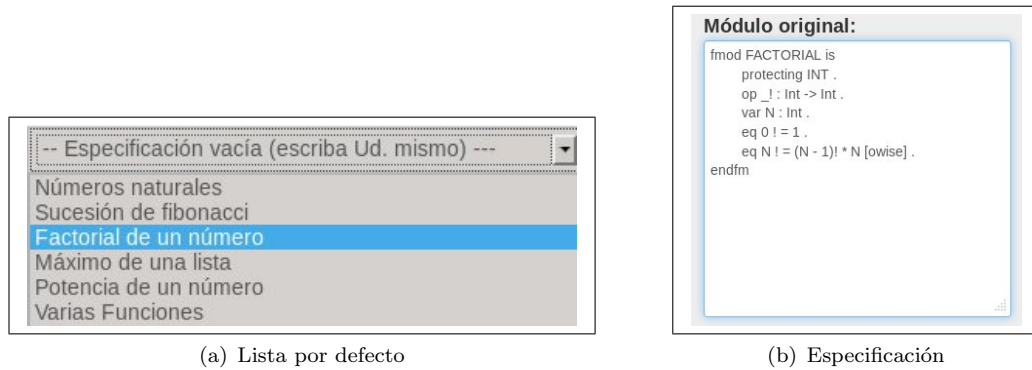 -- Especificación vacía (escriba Ud. mismo) ---
Números naturales
Sucesión de fibonacci
Factorial de un número
Máximo de una lista
Potencia de un número
Varias Funciones
(a) Lista por defecto
Módulo original:
fmod FACTORIAL is
protecting INT .
op _! : Int -> Int .
var N : Int .
eq 0 ! = 1 .
eq N ! = (N - 1)! * N [owise] .
endfm
(b) Especificación